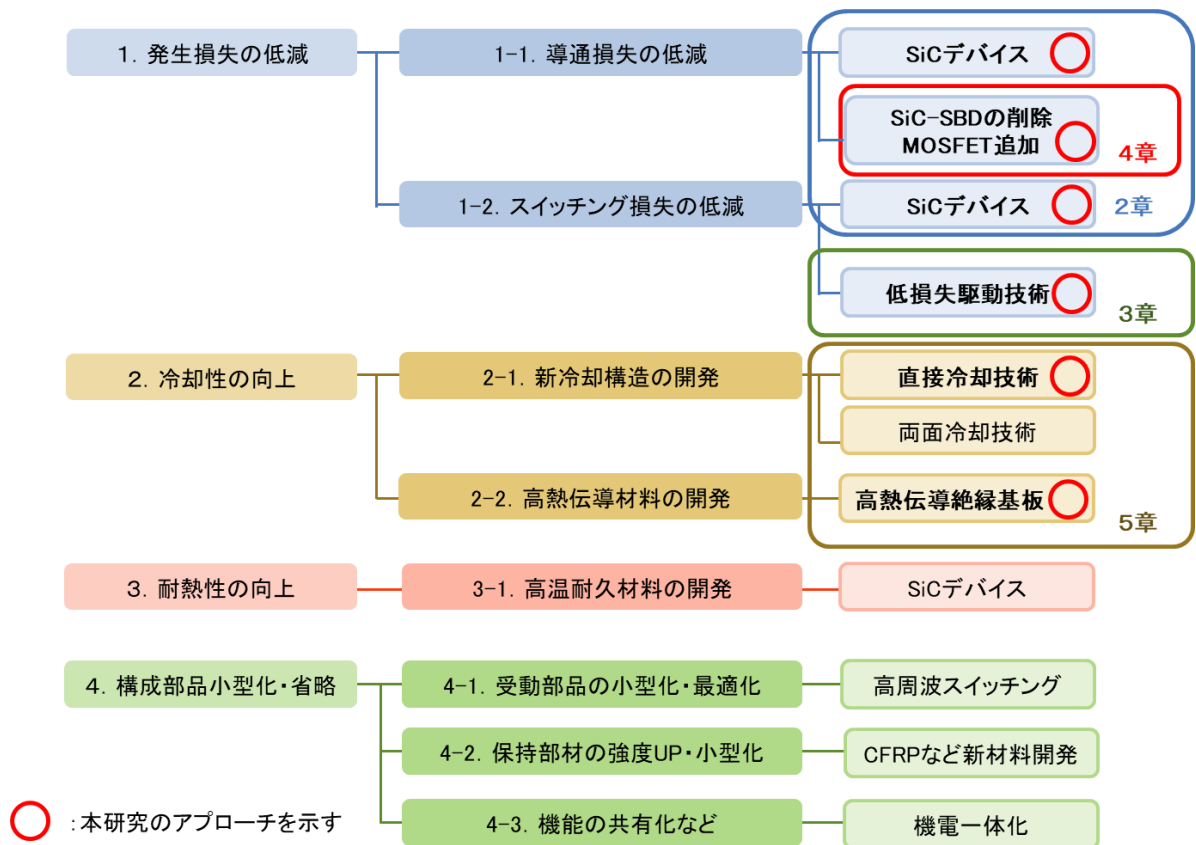 1. 発生損失の低減
1-1. 導通損失の低減
SiCデバイス
SiC-SBDの削除
MOSFET追加
4章
1-2. スイッチング損失の低減
SiCデバイス
2章
低損失駆動技術
3章
2. 冷却性の向上
2-1. 新冷却構造の開発
直接冷却技術
両面冷却技術
2-2. 高熱伝導材料の開発
高熱伝導絶縁基板
5章
3. 耐熱性の向上
3-1. 高温耐久材料の開発
SiCデバイス
4. 構成部品小型化・省略
4-1. 受動部品の小型化・最適化
高周波スイッチング
4-2. 保持部材の強度UP・小型化
CFRPなど新材料開発
4-3. 機能の共有化など
機電一体化
:本研究のアプローチを示す